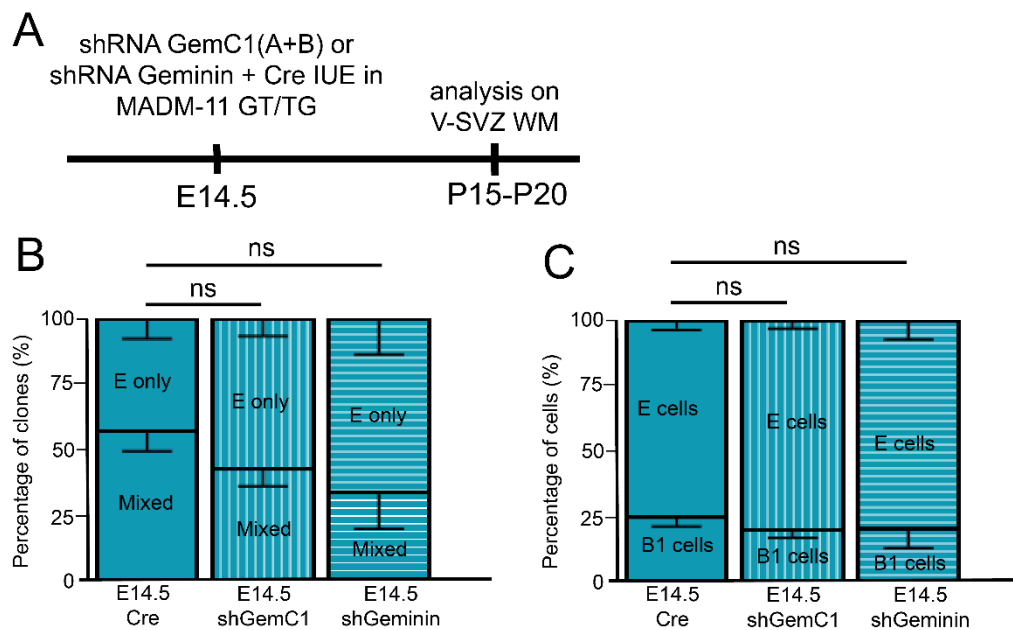 A
shRNA GemC1(A+B) or
shRNA Geminin + Cre IUE in
MADM-11 GT/TG
analysis on
V-SVZ WM
E14.5
P15-P20
B
ns
ns
Percentage of clones (%)
100
75
50
25
0
E only
Mixed
E only
Mixed
E only
Mixed
E14.5
Cre
E14.5
shGemC1
E14.5
shGeminin
C
ns
ns
Percentage of cells (%)
100
75
50
25
0
E cells
B1 cells
E cells
B1 cells
E cells
B1 cells
E14.5
Cre
E14.5
shGemC1
E14.5
shGeminin